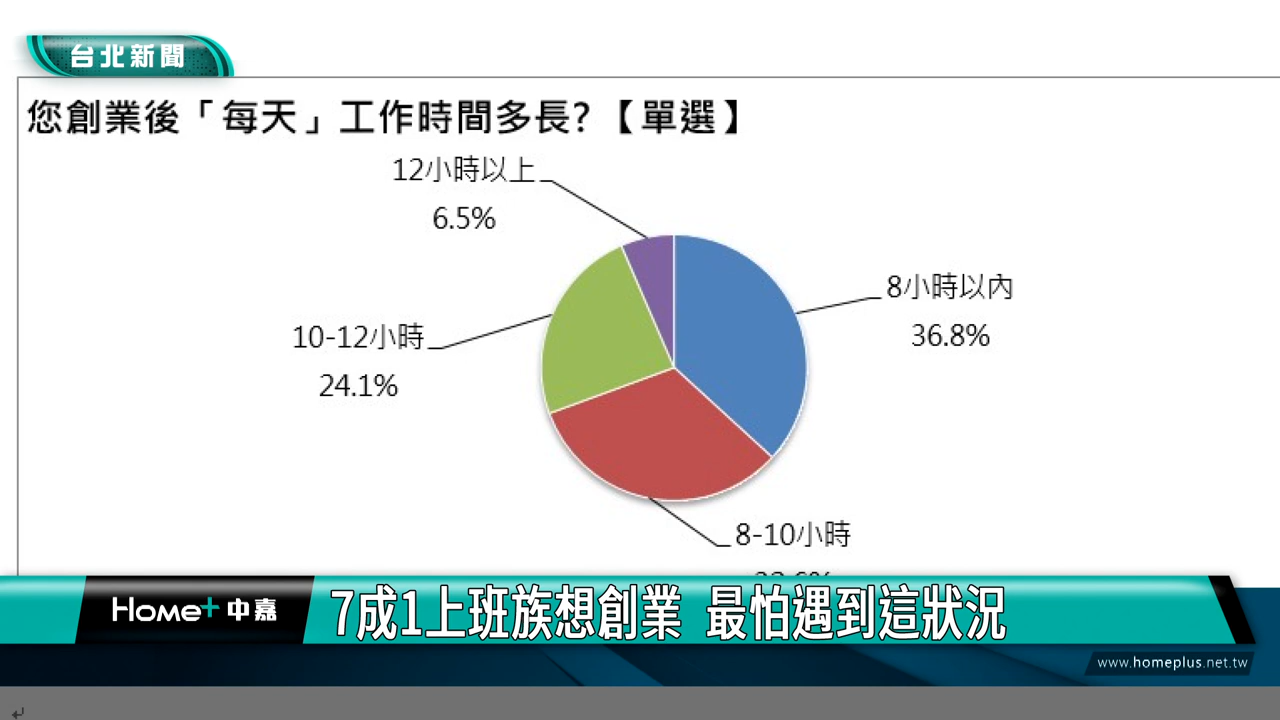 台北新聞
您創業後「每天」工作時間多長?【單選】
12小時以上
6.5%
8小時以內
36.8%
10-12小時
24.1%
8-10小時
Home+中嘉
7成1上班族想創業 最怕遇到這狀況
www.homeplus.net.tw